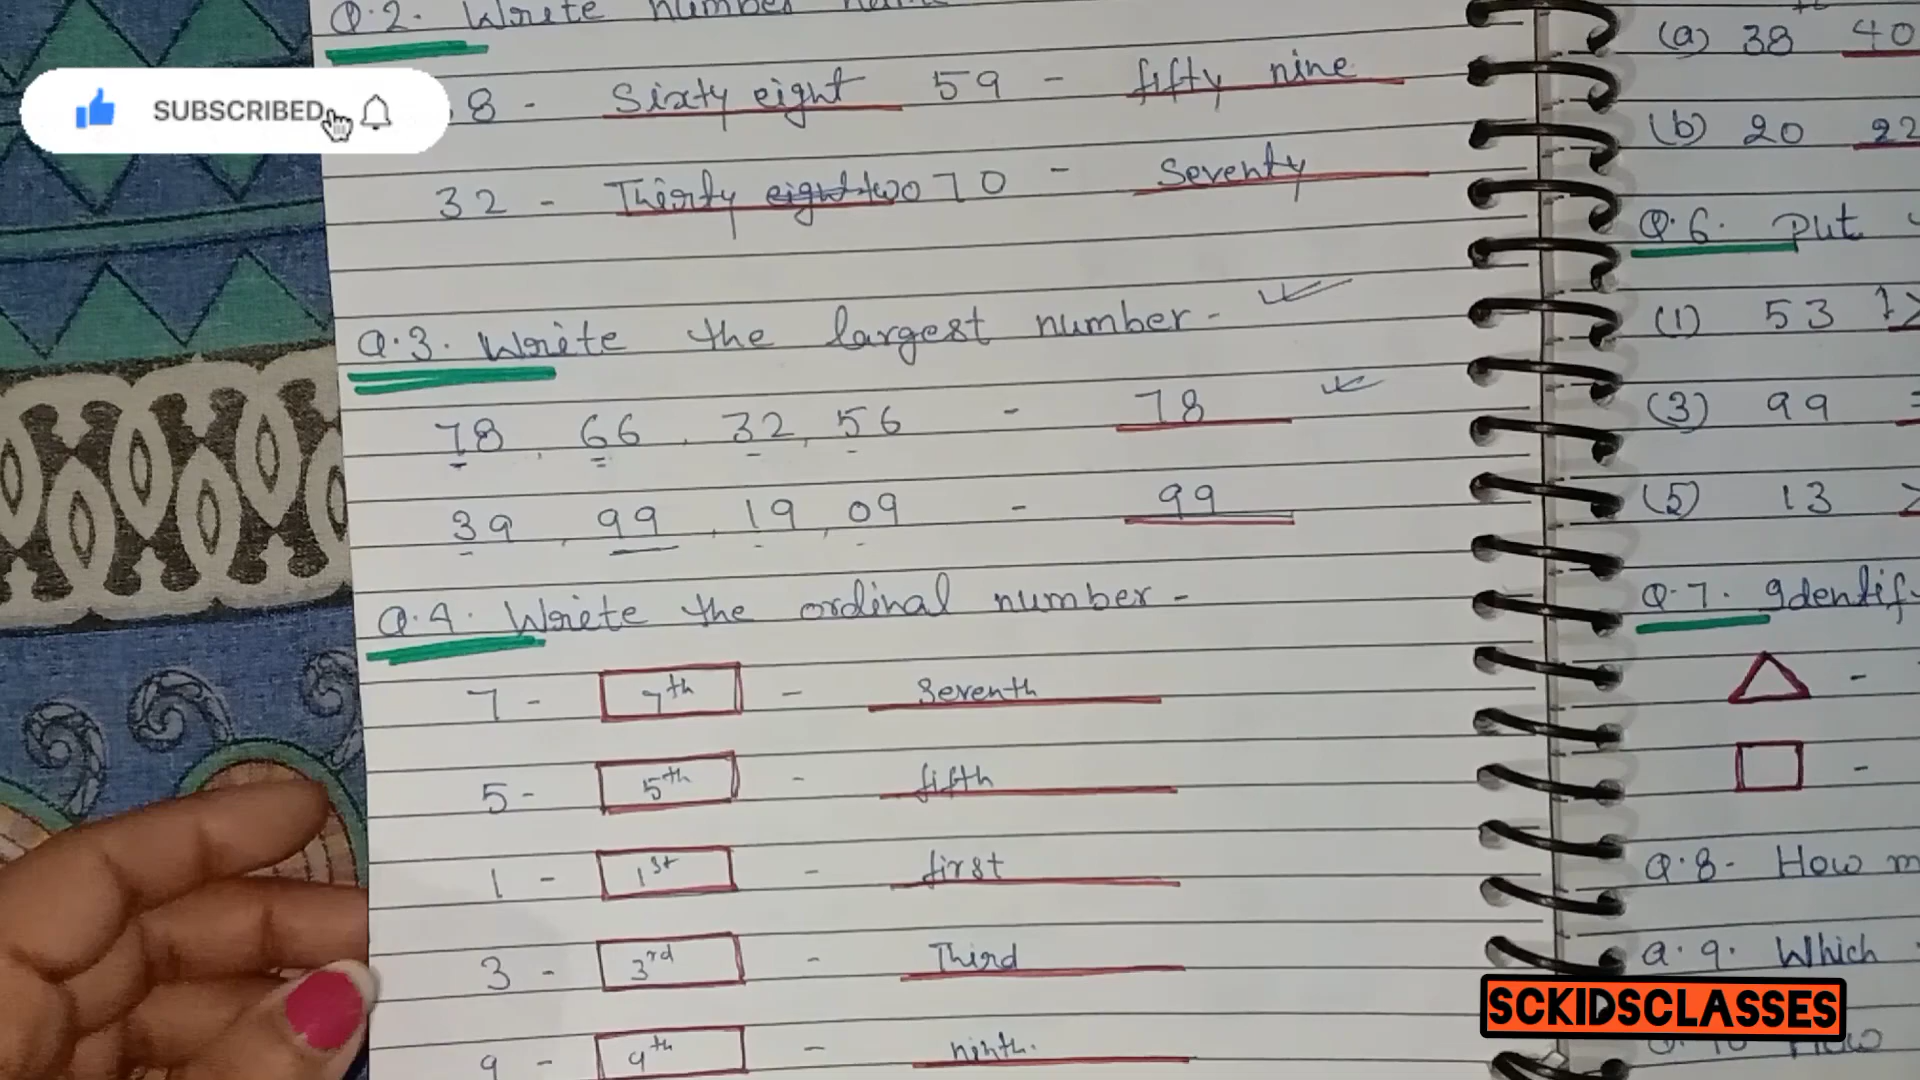 Q.2. Write number
8 - Sixty eight 59 - fifty nine
32 - Thirty two 70 - Seventy
Q.3. Write the largest number -
78, 66, 32, 56 - 78
39, 99, 19, 09 - 99
Q.4. Write the ordinal number -
7 - 7th - Seventh
5 - 5th - fifth
1 - 1st - first
3 - 3rd - Third
9 - 9th - ninth.
(a) 38 40
(b) 20 22
Q.6. Put
(1) 53 >
(3) 99 =
(5) 13 >
Q.7. Identif
Q.8- How m
Q.9. Which
How
SUBSCRIBED
SCKIDSCLASSES